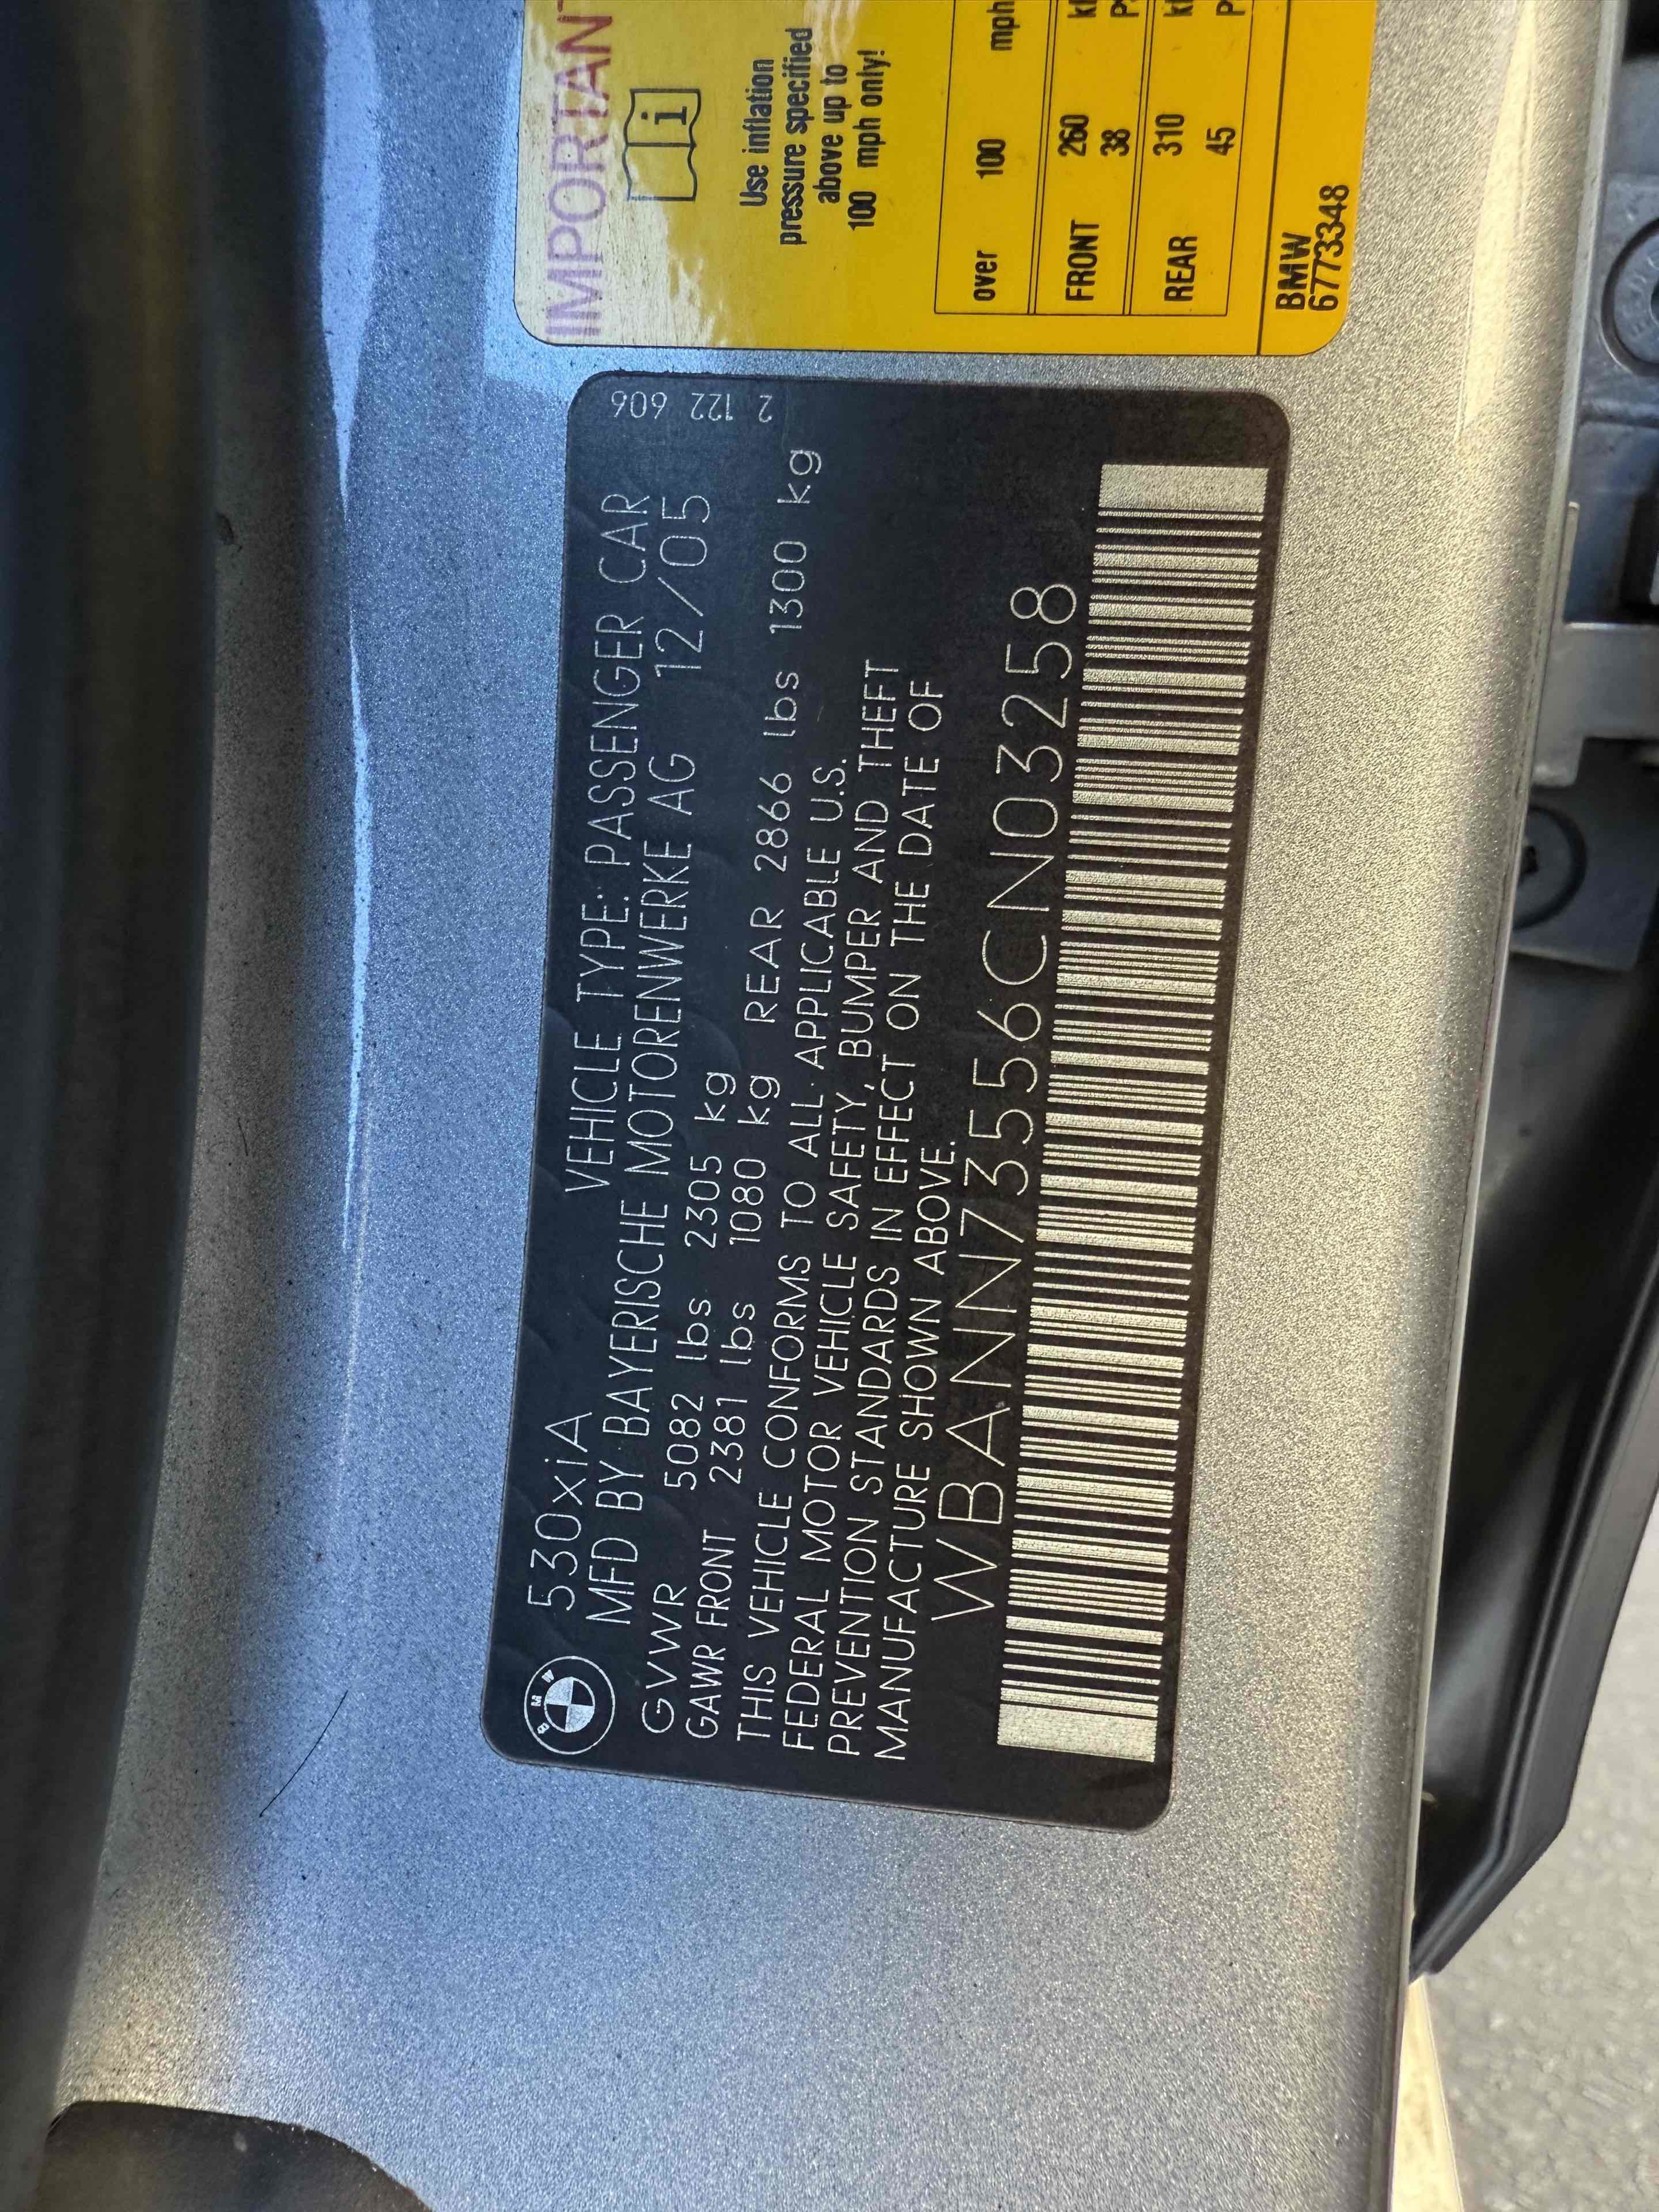 BMW
530xiA
VEHICLE TYPE: PASSENGER CAR
MFD BY BAYERISCHE MOTORENWERKE AG 12/05
GVWR 5082 lbs 2305 kg
GAWR FRONT 2381 lbs 1080 kg REAR 2866 lbs 1300 kg
THIS VEHICLE CONFORMS TO ALL APPLICABLE U.S.
FEDERAL MOTOR VEHICLE SAFETY, BUMPER AND THEFT
PREVENTION STANDARDS IN EFFECT ON THE DATE OF
MANUFACTURE SHOWN ABOVE.
WBANN73556CN03258
2 122 606
IMPORTAN
i
Use inflation
pressure specified
above up to
100 mph only!
over 100 mph
FRONT 260
38
REAR 310
45
BMW
6773348